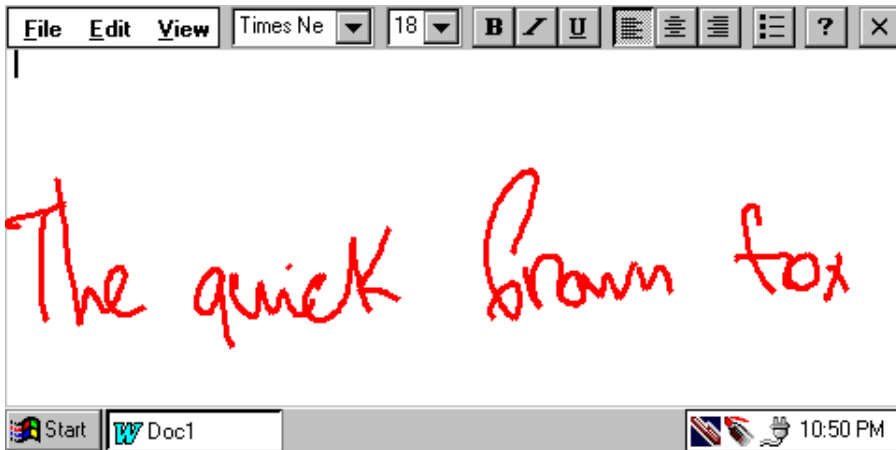 File Edit View Times Ne 18 B I U ? ×
The quick brown fox
Start Doc1 10:50 PM